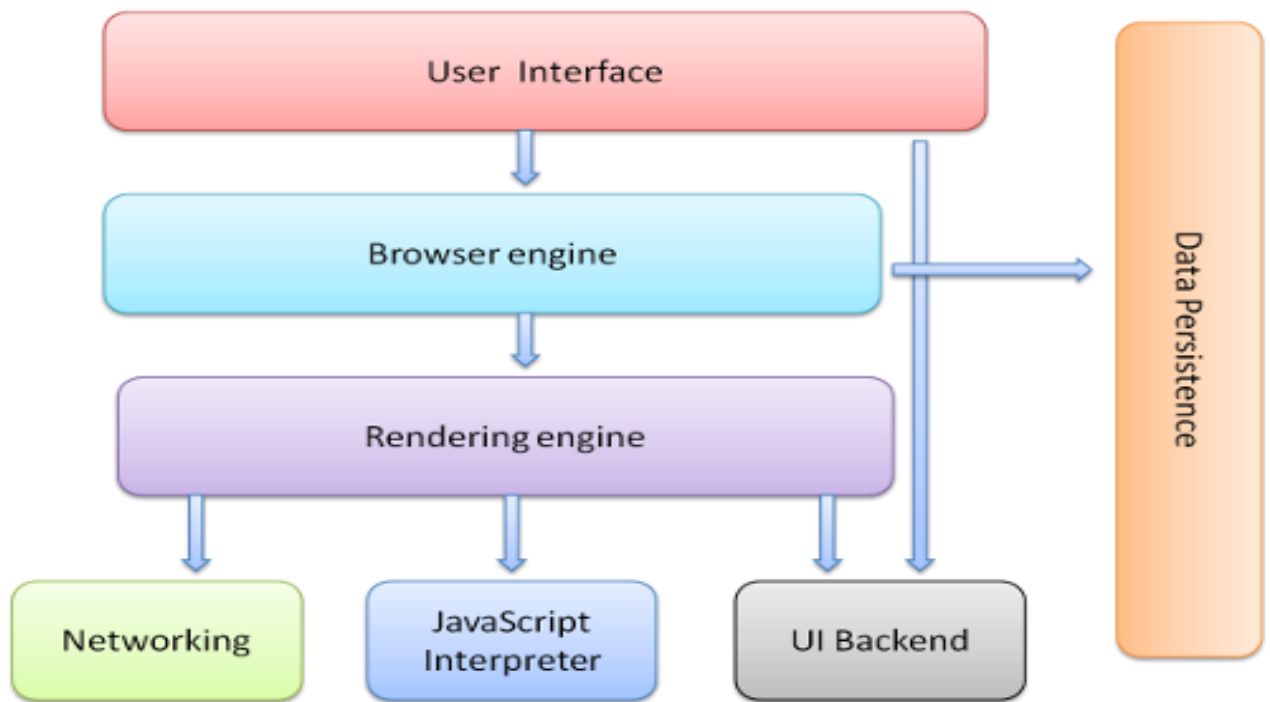 User Interface
Browser engine
Data Persistence
Rendering engine
Networking
JavaScript
Interpreter
UI Backend